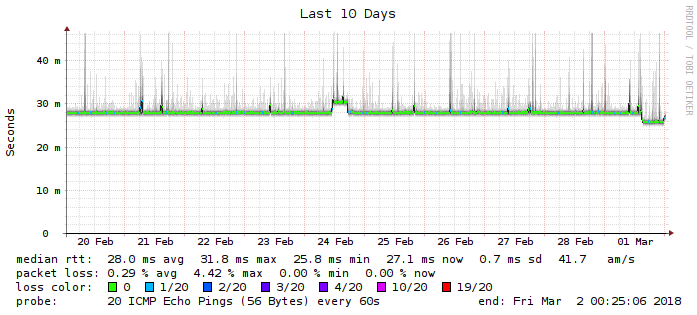 Last 10 Days
RRDTOOL / TOBI OETIKER
Seconds
40 m
30 m
20 m
10 m
0
20 Feb 21 Feb 22 Feb 23 Feb 24 Feb 25 Feb 26 Feb 27 Feb 28 Feb 01 Mar
median rtt: 28.0 ms avg 31.8 ms max 25.8 ms min 27.1 ms now 0.7 ms sd 41.7 am/s
packet loss: 0.29 % avg 4.42 % max 0.00 % min 0.00 % now
loss color: 0 1/20 2/20 3/20 4/20 10/20 19/20
probe: 20 ICMP Echo Pings (56 Bytes) every 60s end: Fri Mar 2 00:25:06 2018